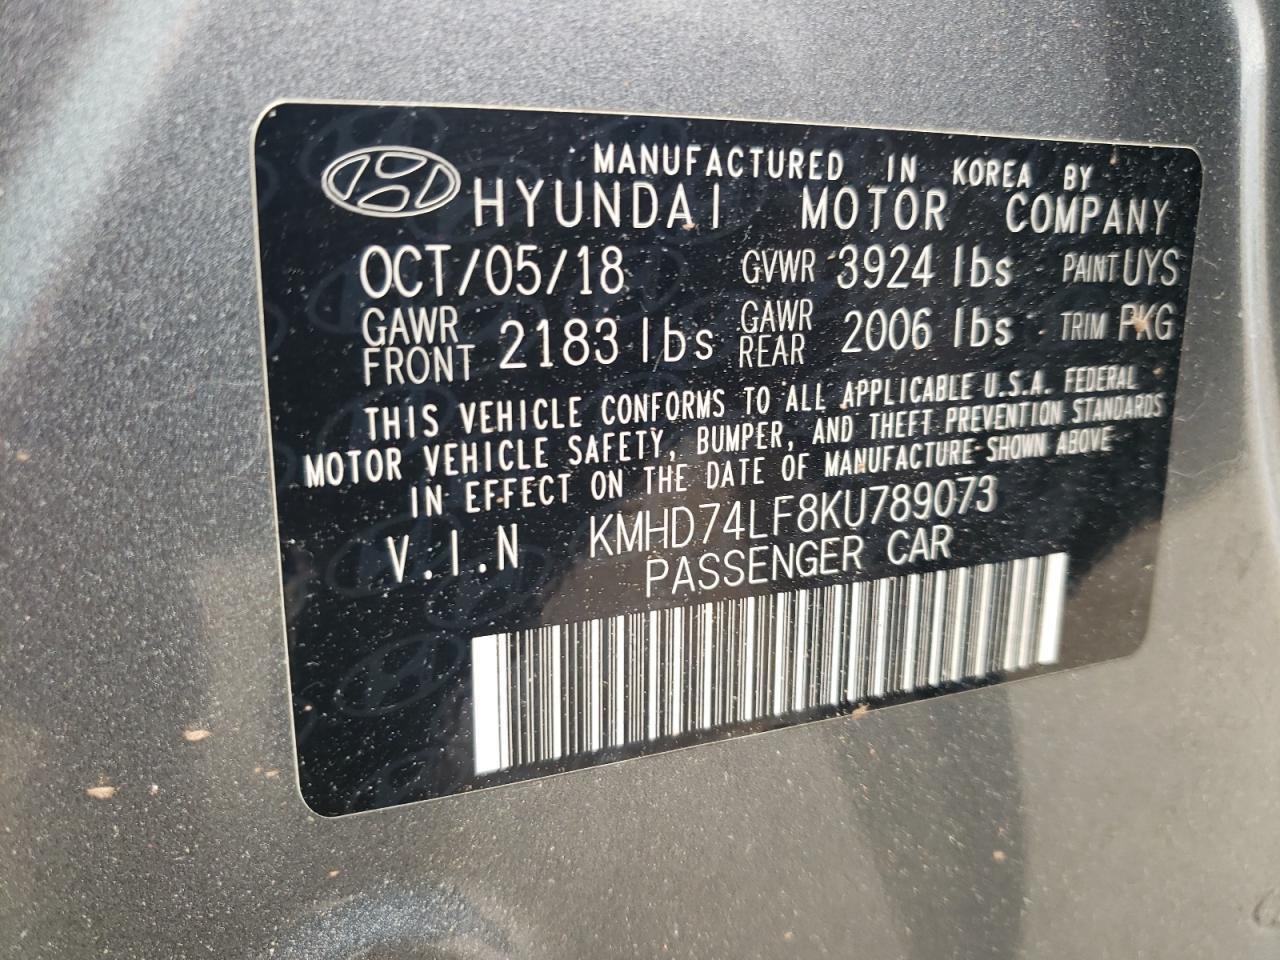 MANUFACTURED IN KOREA BY
HYUNDAI MOTOR COMPANY
OCT/05/18 GVWR 3924 lbs PAINT UYS
GAWR FRONT 2183 lbs GAWR REAR 2006 lbs TRIM PKG
THIS VEHICLE CONFORMS TO ALL APPLICABLE U.S.A. FEDERAL
MOTOR VEHICLE SAFETY, BUMPER, AND THEFT PREVENTION STANDARDS
IN EFFECT ON THE DATE OF MANUFACTURE SHOWN ABOVE
V.I.N KMHD74LF8KU789073
PASSENGER CAR